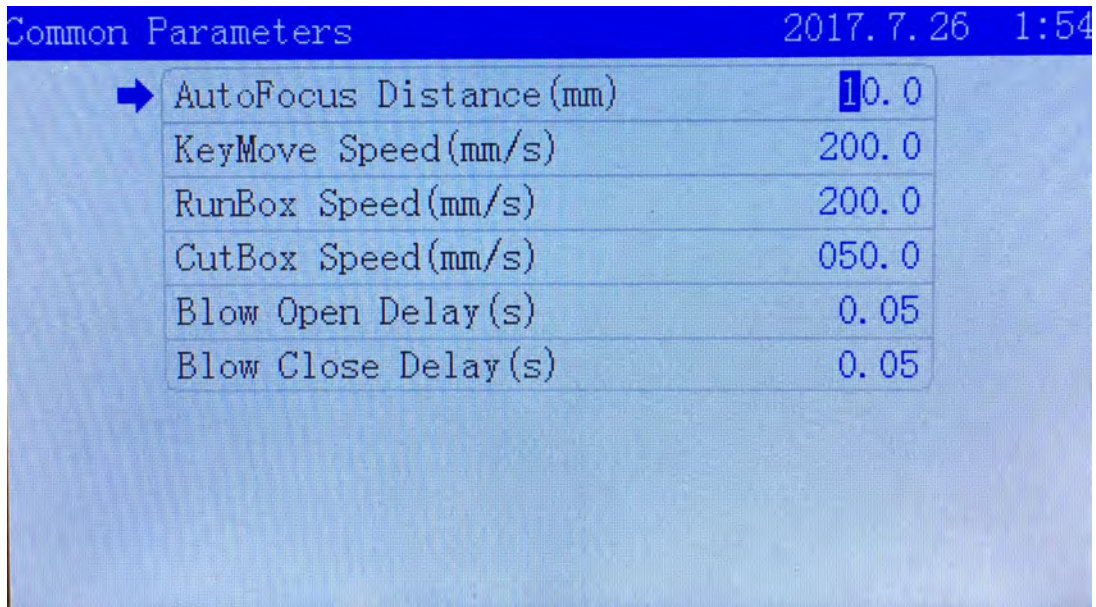 Common Parameters 2017.7.26 1:54
AutoFocus Distance(mm) 10.0
KeyMove Speed(mm/s) 200.0
RunBox Speed(mm/s) 200.0
CutBox Speed(mm/s) 050.0
Blow Open Delay(s) 0.05
Blow Close Delay(s) 0.05